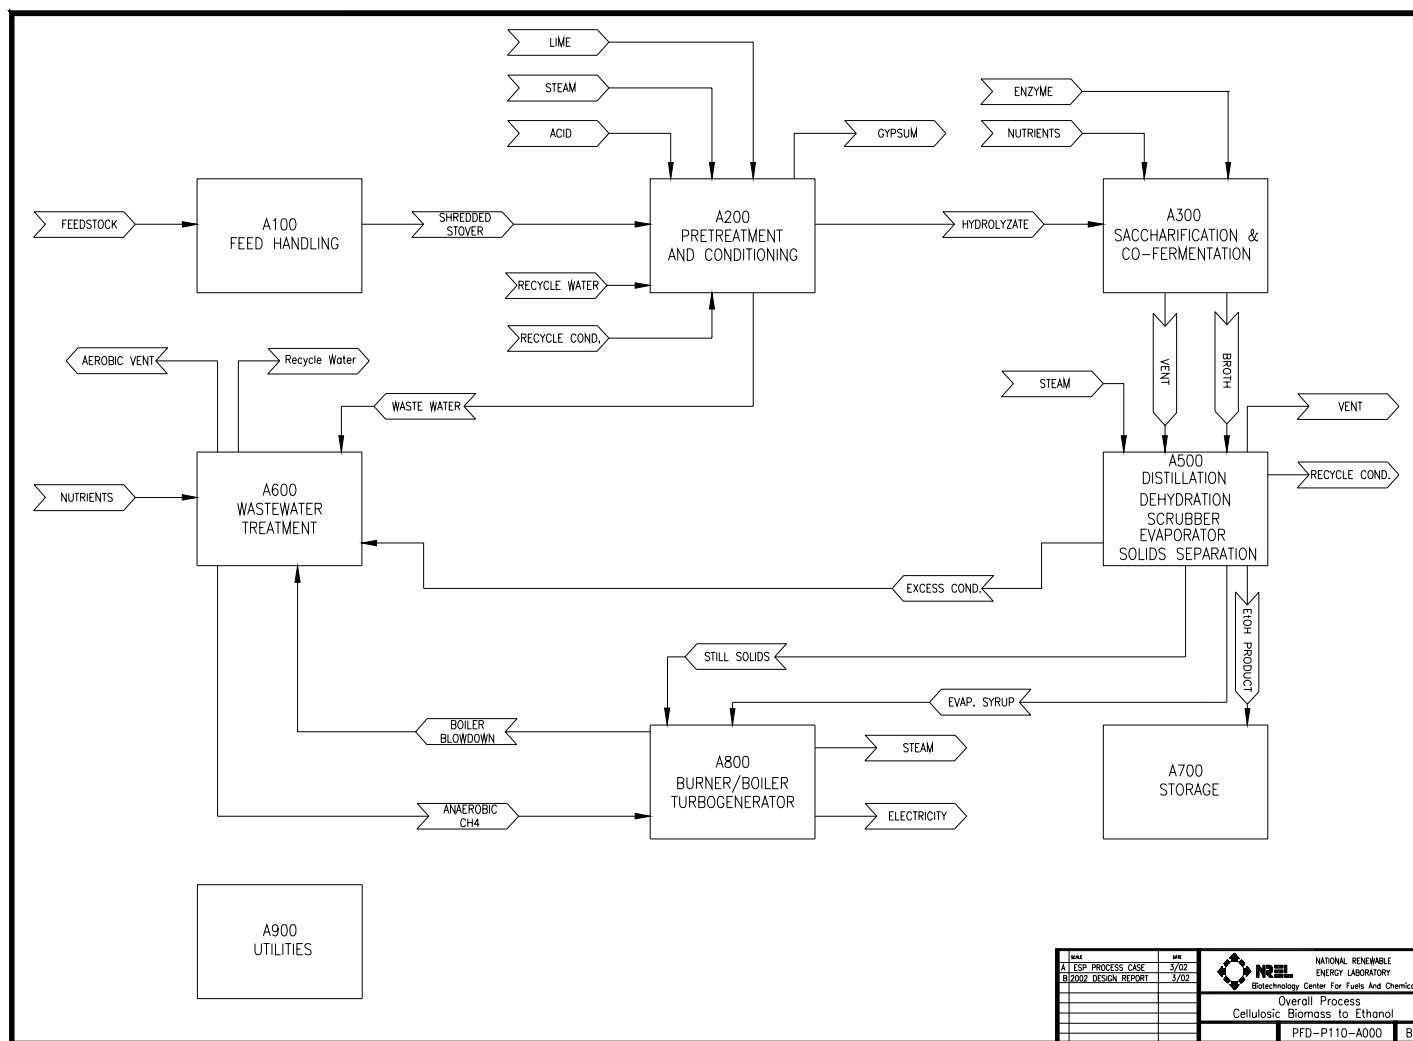 LIME
STEAM
ACID
GYPSUM
ENZYME
NUTRIENTS
FEEDSTOCK
A100
FEED HANDLING
SHREDDED
STOVER
A200
PRETREATMENT
AND CONDITIONING
HYDROLYZATE
A300
SACCHARIFICATION &
CO-FERMENTATION
RECYCLE WATER
RECYCLE COND.
AEROBIC VENT
Recycle Water
WASTE WATER
STEAM
VENT
BROTH
VENT
RECYCLE COND.
NUTRIENTS
A600
WASTEWATER
TREATMENT
A500
DISTILLATION
DEHYDRATION
SCRUBBER
EVAPORATOR
SOLIDS SEPARATION
EXCESS COND.
STILL SOLIDS
EVAP. SYRUP
EtOH PRODUCT
BOILER
BLOWDOWN
A800
BURNER/BOILER
TURBOGENERATOR
STEAM
ELECTRICITY
A700
STORAGE
ANAEROBIC
CH4
A900
UTILITIES
SCALE DATE
A ESP PROCESS CASE 3/02
B 2002 DESIGN REPORT 3/02
NREL
NATIONAL RENEWABLE
ENERGY LABORATORY
Biotechnology Center For Fuels And Chemic
Overall Process
Cellulosic Biomass to Ethanol
PFD-P110-A000 B